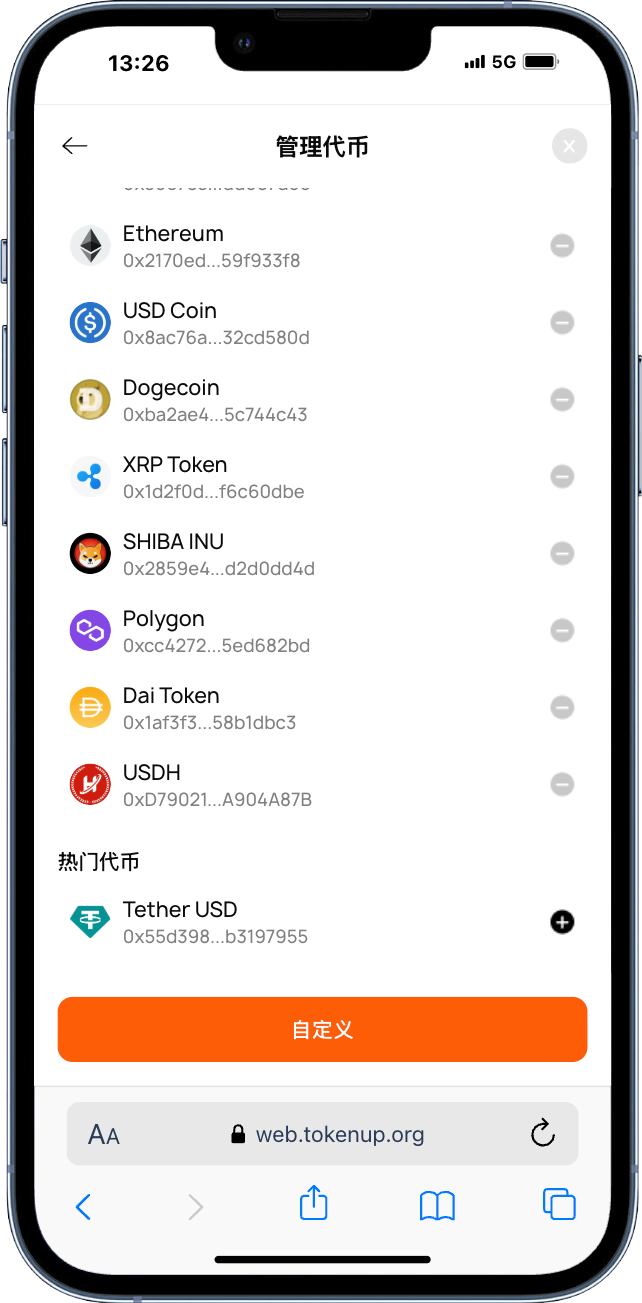 13:26
5G
管理代币
X
Ethereum
0x2170ed...59f933f8
USD Coin
0x8ac76a...32cd580d
Dogecoin
0xba2ae4...5c744c43
XRP Token
0x1d2f0d...f6c60dbe
SHIBA INU
0x2859e4...d2d0dd4d
Polygon
0xcc4272...5ed682bd
Dai Token
0x1af3f3...58b1dbc3
USDH
0xD79021...A904A87B
热门代币
Tether USD
0x55d398...b3197955
自定义
AA
web.tokenup.org